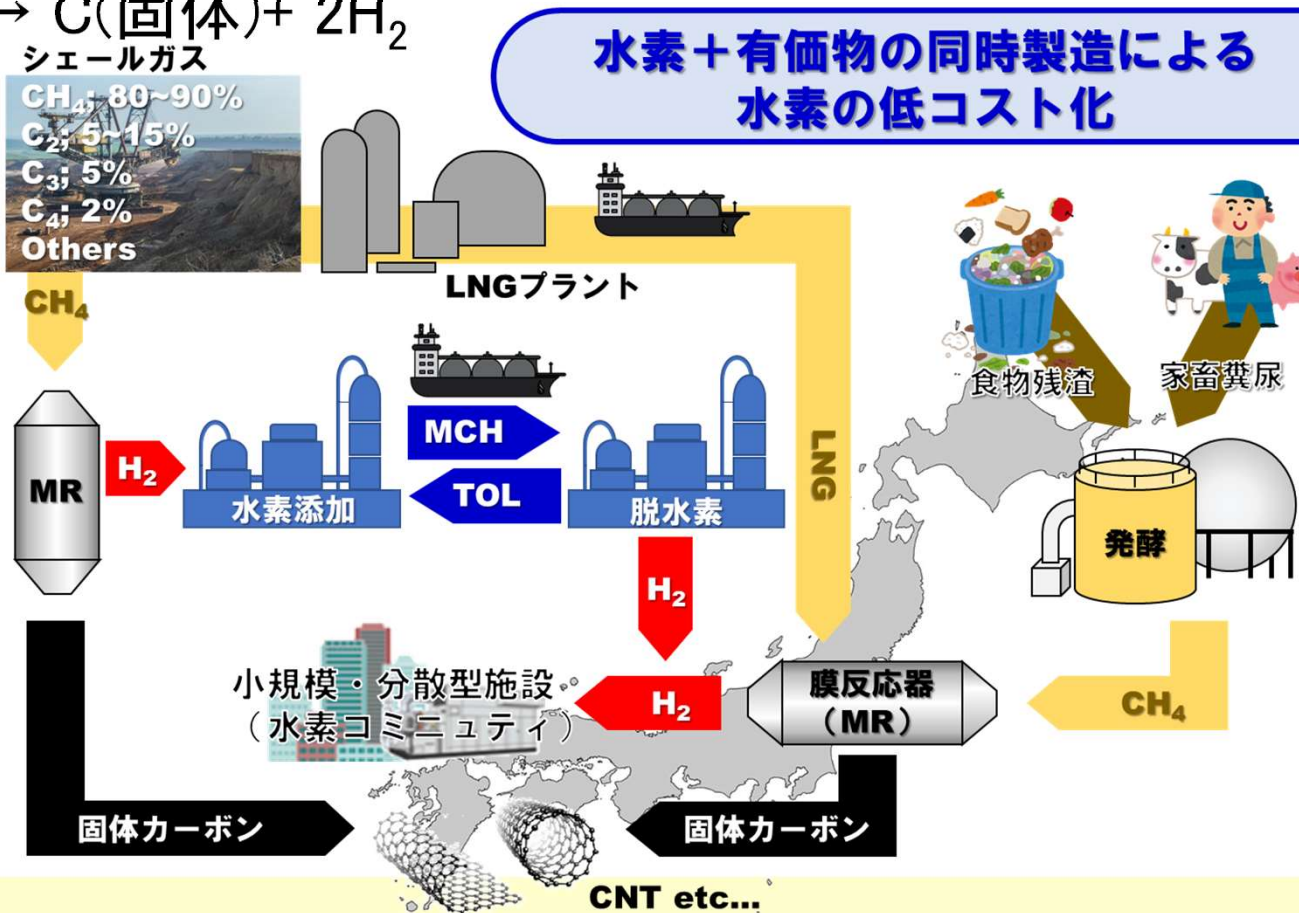 → C(固体)+ 2H₂
水素＋有価物の同時製造による
水素の低コスト化
シェールガス
CH₄; 80~90%
C₂; 5~15%
C₃; 5%
C₄; 2%
Others
LNGプラント
CH₄
食物残渣
家畜糞尿
MCH
TOL
LNG
MR
H₂
水素添加
脱水素
発酵
H₂
小規模・分散型施設
（水素コミニュティ）
H₂
膜反応器
（MR）
CH₄
固体カーボン
固体カーボン
CNT etc...